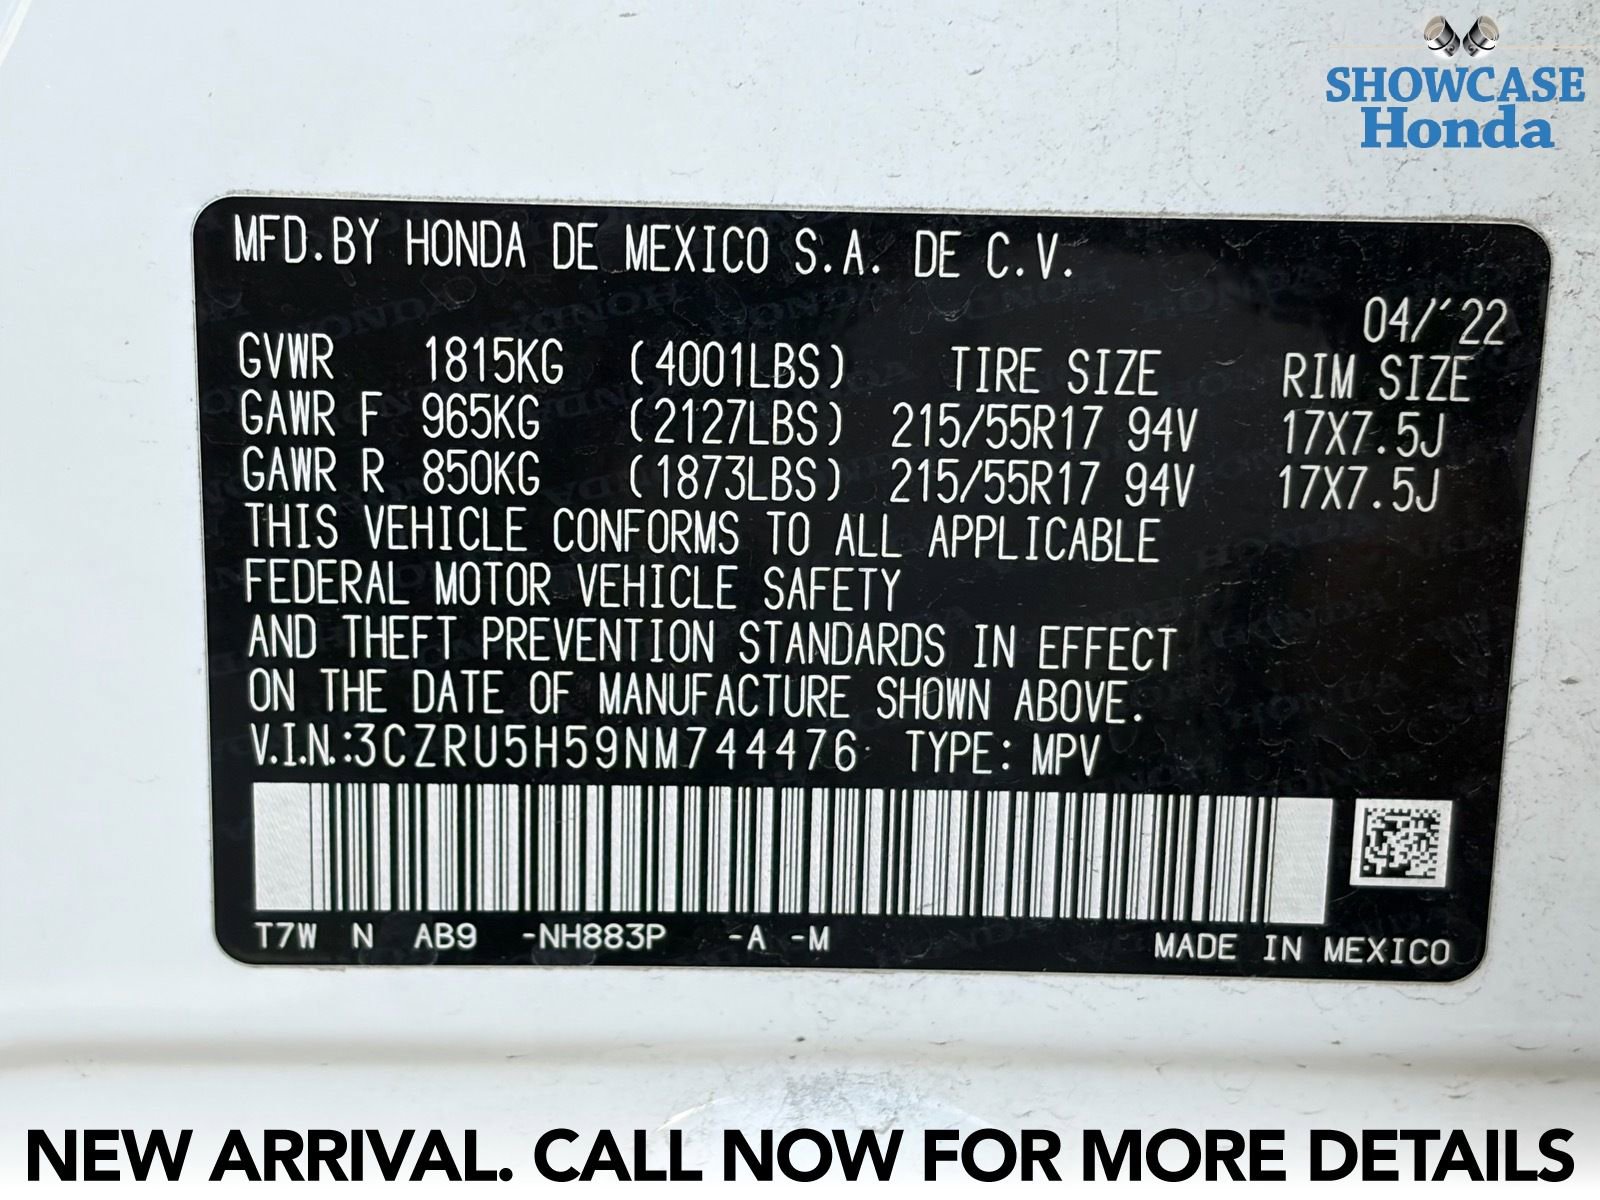 SHOWCASE
Honda
MFD.BY HONDA DE MEXICO S.A. DE C.V.
04/'22
GVWR 1815KG (4001LBS) TIRE SIZE RIM SIZE
GAWR F 965KG (2127LBS) 215/55R17 94V 17X7.5J
GAWR R 850KG (1873LBS) 215/55R17 94V 17X7.5J
THIS VEHICLE CONFORMS TO ALL APPLICABLE
FEDERAL MOTOR VEHICLE SAFETY
AND THEFT PREVENTION STANDARDS IN EFFECT
ON THE DATE OF MANUFACTURE SHOWN ABOVE.
V.I.N.:3CZRU5H59NM744476 TYPE: MPV
T7W N AB9 -NH883P -A -M MADE IN MEXICO
NEW ARRIVAL. CALL NOW FOR MORE DETAILS